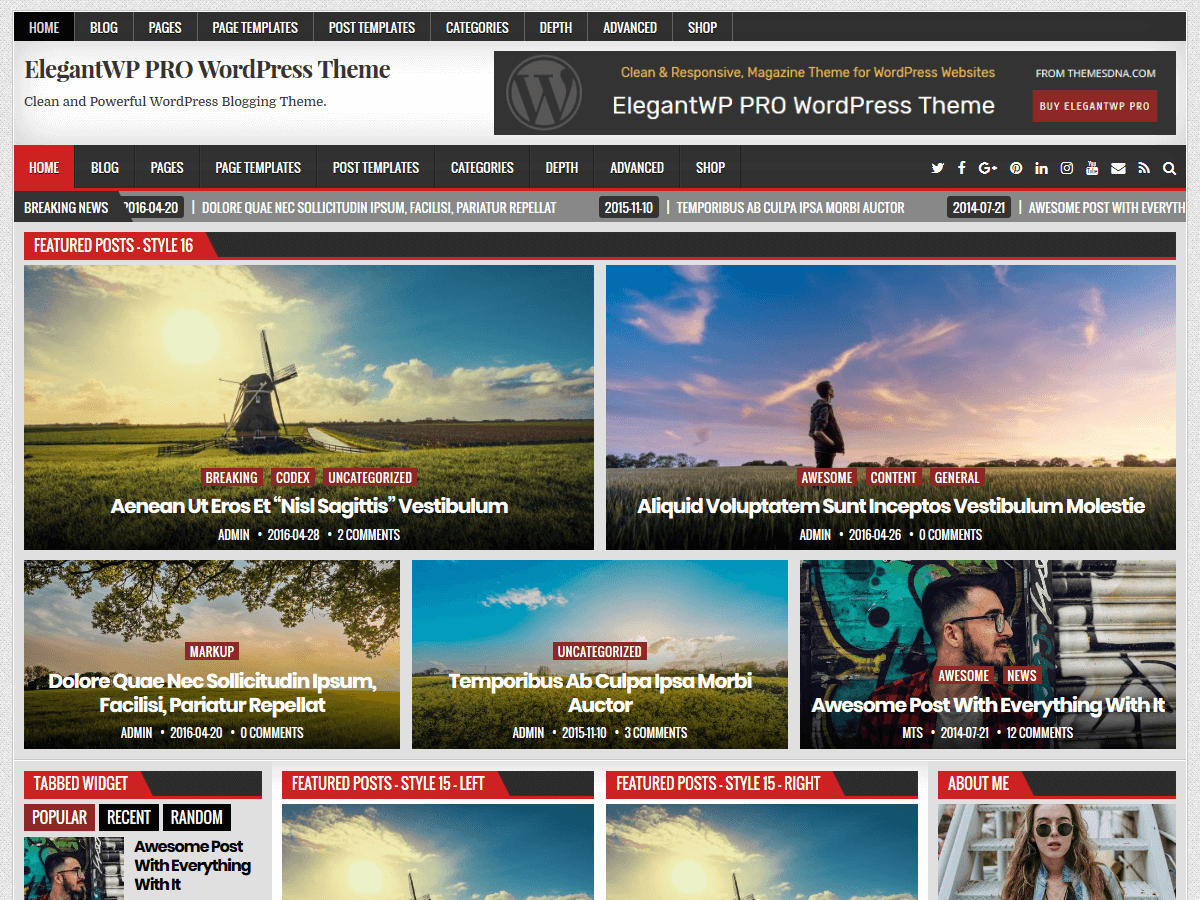 HOME BLOG PAGES PAGE TEMPLATES POST TEMPLATES CATEGORIES DEPTH ADVANCED SHOP
ElegantWP PRO WordPress Theme
Clean and Powerful WordPress Blogging Theme.
Clean & Responsive, Magazine Theme for WordPress Websites
ElegantWP PRO WordPress Theme
FROM THEMESDNA.COM
BUY ELEGANTWP PRO
HOME BLOG PAGES PAGE TEMPLATES POST TEMPLATES CATEGORIES DEPTH ADVANCED SHOP
BREAKING NEWS 2016-04-20 | DOLORE QUAE NEC SOLLICITUDIN IPSUM, FACILISI, PARIATUR REPELLAT 2015-11-10 | TEMPORIBUS AB CULPA IPSA MORBI AUCTOR 2014-07-21 | AWESOME POST WITH EVERYTH
FEATURED POSTS - STYLE 16
BREAKING CODEX UNCATEGORIZED
Aenean Ut Eros Et “Nisl Sagittis” Vestibulum
ADMIN • 2016-04-28 • 2 COMMENTS
AWESOME CONTENT GENERAL
Aliquid Voluptatem Sunt Inceptos Vestibulum Molestie
ADMIN • 2016-04-26 • 0 COMMENTS
MARKUP
Dolore Quae Nec Sollicitudin Ipsum,
Facilisi, Pariatur Repellat
ADMIN • 2016-04-20 • 0 COMMENTS
UNCATEGORIZED
Temporibus Ab Culpa Ipsa Morbi
Auctor
ADMIN • 2015-11-10 • 3 COMMENTS
AWESOME NEWS
Awesome Post With Everything With It
MTS • 2014-07-21 • 12 COMMENTS
TABBED WIDGET
POPULAR RECENT RANDOM
Awesome Post
With Everything
With It
FEATURED POSTS - STYLE 15 - LEFT
FEATURED POSTS - STYLE 15 - RIGHT
ABOUT ME